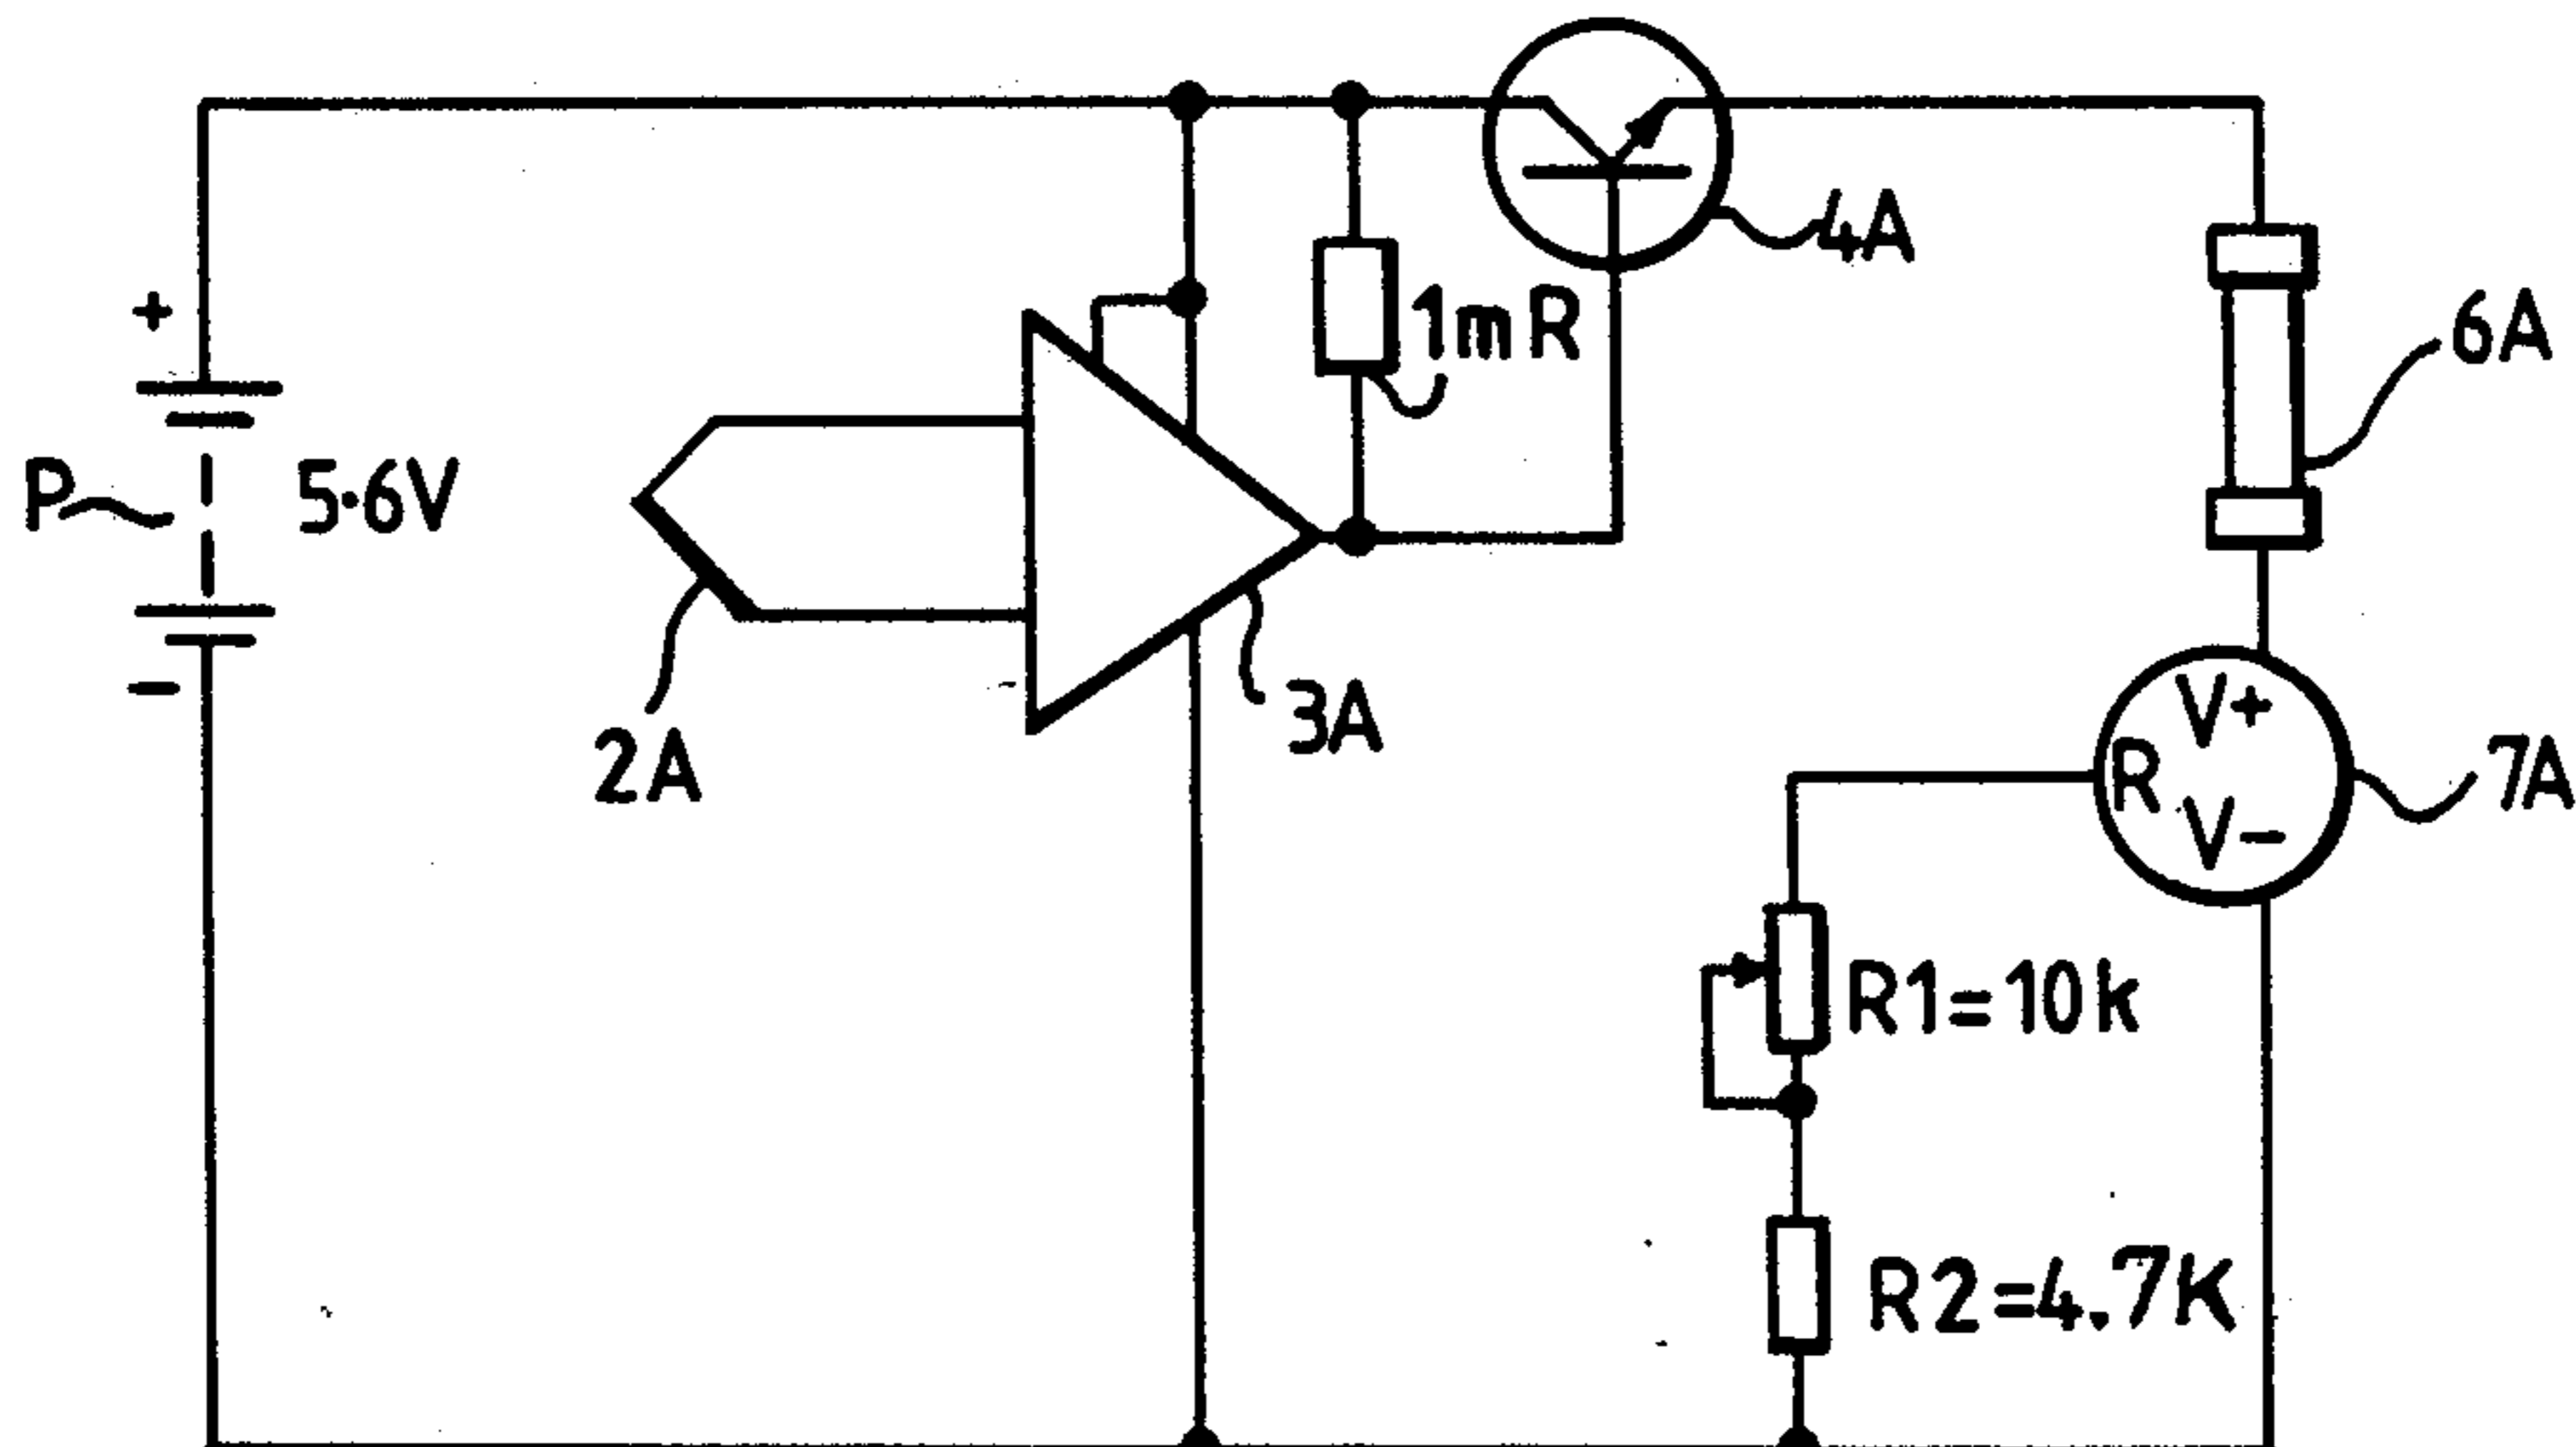 4A
+
1mR
6A
P
5.6V
-
3A
2A
V+
R
V-
7A
R1=10k
R2=4.7K